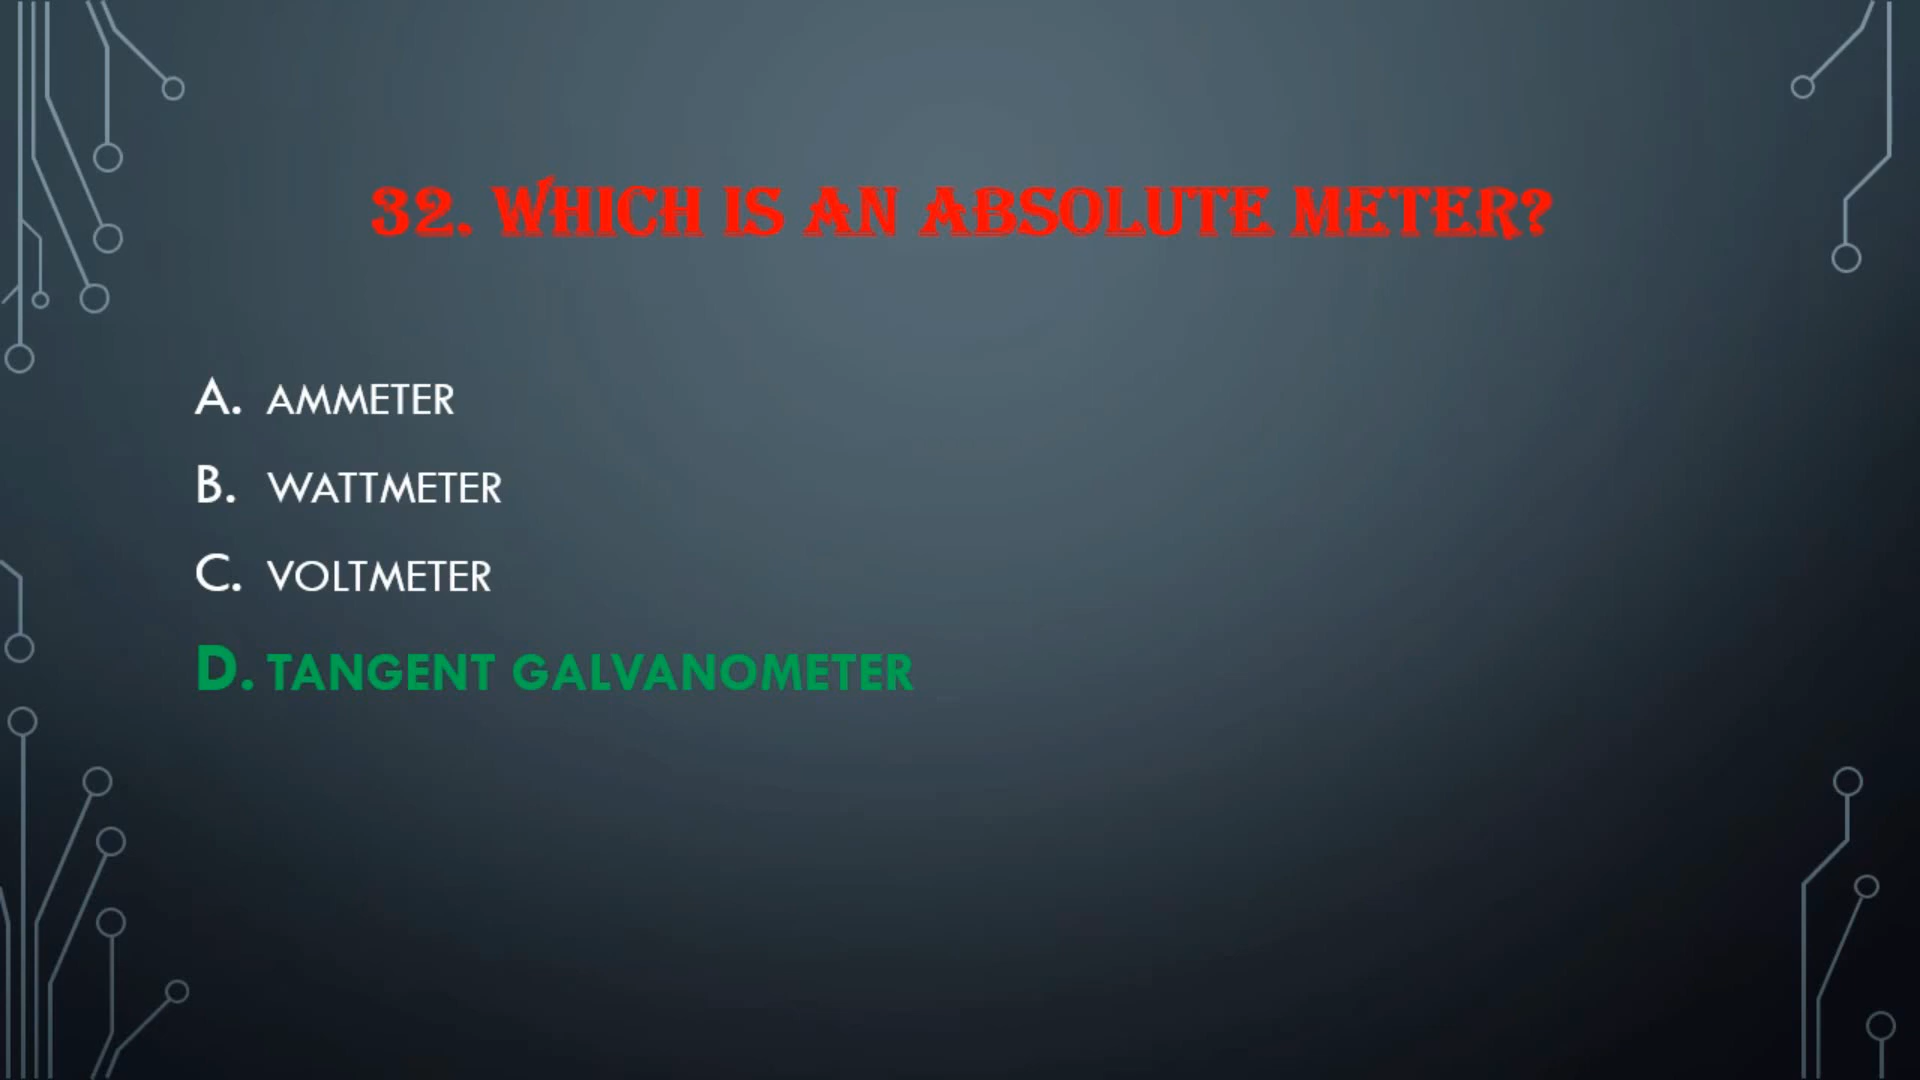 32. WHICH IS AN ABSOLUTE METER?
A. AMMETER
B. WATTMETER
C. VOLTMETER
D. TANGENT GALVANOMETER